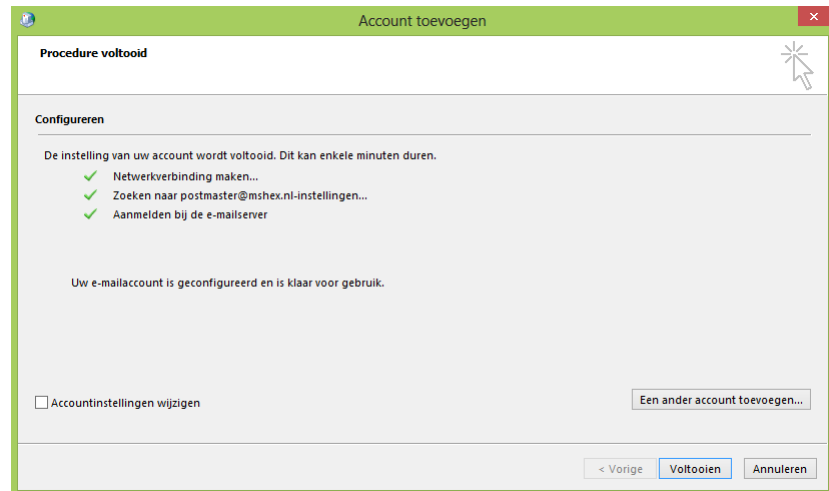 Account toevoegen
Procedure voltooid
Configureren
De instelling van uw account wordt voltooid. Dit kan enkele minuten duren.
Netwerkverbinding maken...
Zoeken naar postmaster@mshex.nl-instellingen...
Aanmelden bij de e-mailserver
Uw e-mailaccount is geconfigureerd en is klaar voor gebruik.
Accountinstellingen wijzigen
Een ander account toevoegen...
< Vorige Voltooien Annuleren